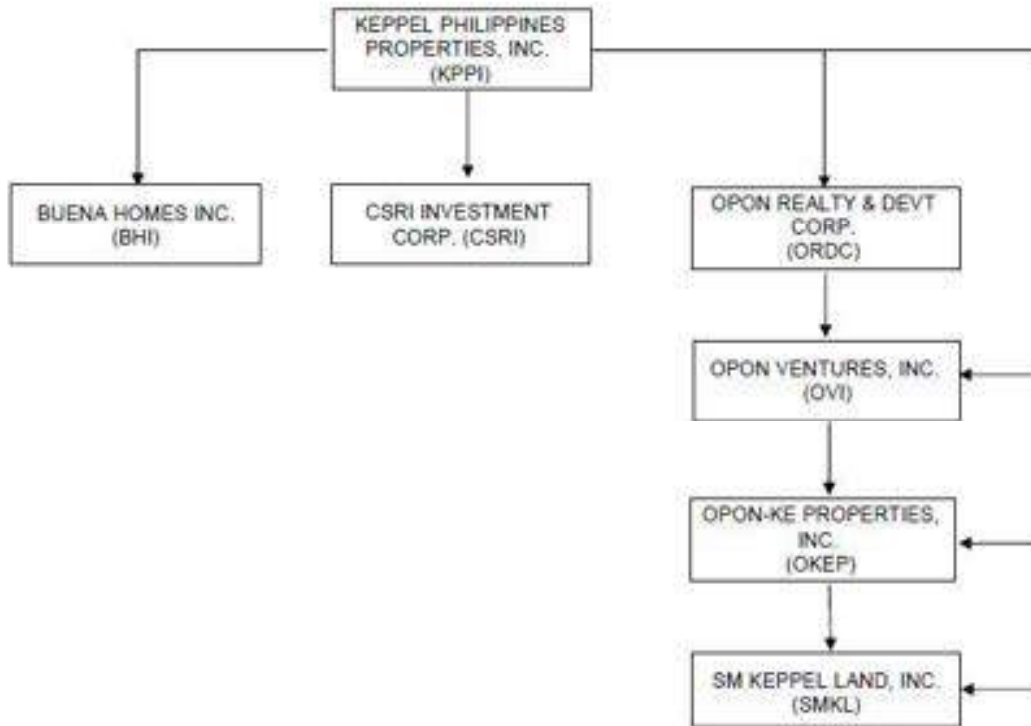 KEPPEL PHILIPPINES
PROPERTIES, INC.
(KPPI)
BUENA HOMES INC.
(BHI)
CSRI INVESTMENT
CORP. (CSRI)
OPON REALTY & DEVT
CORP.
(ORDC)
OPON VENTURES, INC.
(OVI)
OPON-KE PROPERTIES,
INC.
(OKEP)
SM KEPPEL LAND, INC.
(SMKL)